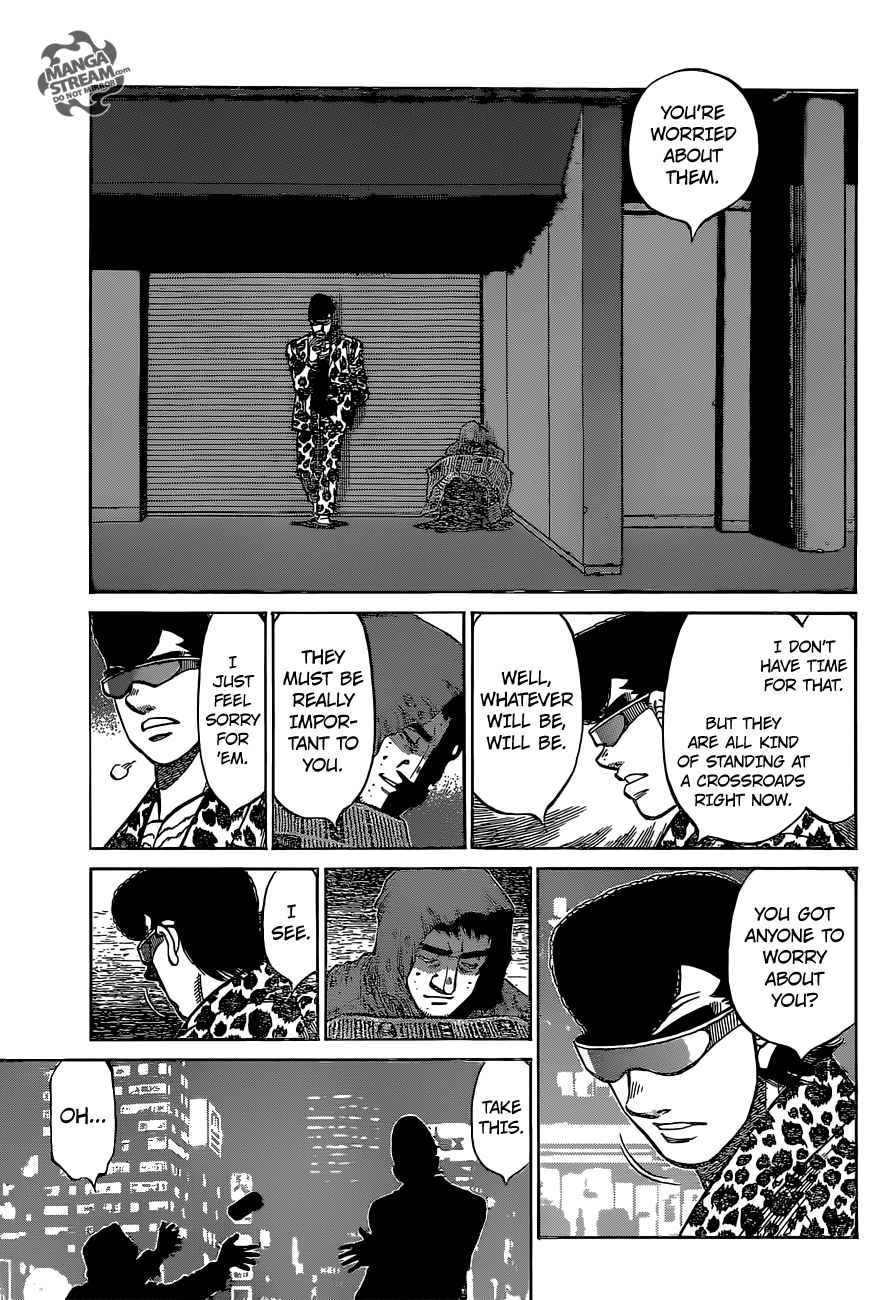 MANGA
STREAM.com
DO NOT MIRROR
YOU'RE
WORRIED
ABOUT
THEM.
I DON'T
HAVE TIME
FOR THAT.
BUT THEY
ARE ALL KIND
OF STANDING AT
A CROSSROADS
RIGHT NOW.
WELL,
WHATEVER
WILL BE,
WILL BE.
THEY
MUST BE
REALLY
IMPOR-
TANT TO
YOU.
I
JUST
FEEL
SORRY
FOR
'EM.
YOU GOT
ANYONE TO
WORRY
ABOUT
YOU?
I
SEE.
TAKE
THIS.
OH...